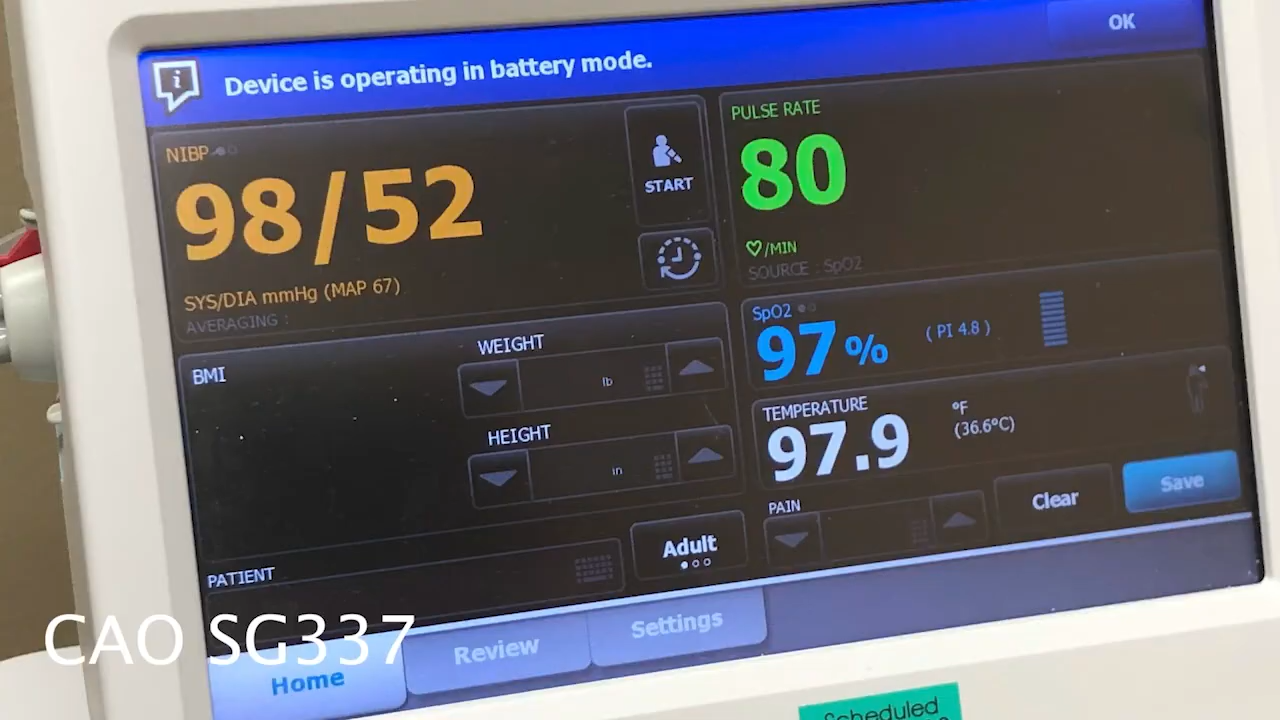 Device is operating in battery mode.
OK
NIBP
98/52
SYS/DIA mmHg (MAP 67)
AVERAGING :
START
PULSE RATE
80
/MIN
SOURCE : SpO2
SpO2
97 %
( PI 4.8 )
BMI
WEIGHT
lb
HEIGHT
in
TEMPERATURE
97.9
°F
(36.6°C)
PAIN
Clear
Save
PATIENT
Adult
CAO SG337
Home
Review
Settings
Scheduled